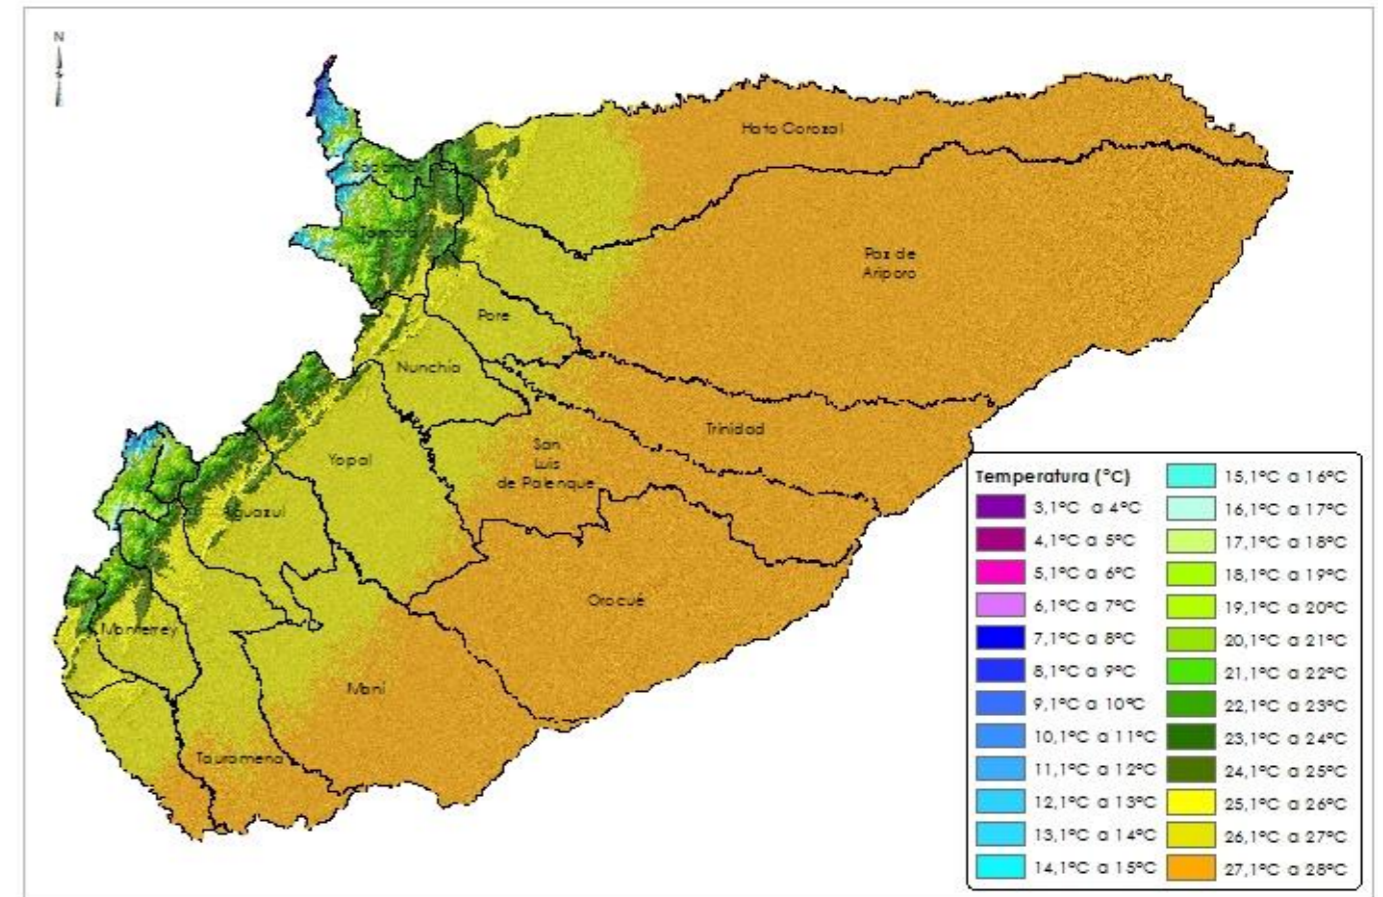 N
Hato Corozal
Paz de
Ariporo
Támara
Pore
Nunchía
Trinidad
San
Luis
de Palenque
Yopal
Aguazul
Orocué
Monterrey
Maní
Tauramena
Temperatura (°C)
3,1°C a 4°C
4,1°C a 5°C
5,1°C a 6°C
6,1°C a 7°C
7,1°C a 8°C
8,1°C a 9°C
9,1°C a 10°C
10,1°C a 11°C
11,1°C a 12°C
12,1°C a 13°C
13,1°C a 14°C
14,1°C a 15°C
15,1°C a 16°C
16,1°C a 17°C
17,1°C a 18°C
18,1°C a 19°C
19,1°C a 20°C
20,1°C a 21°C
21,1°C a 22°C
22,1°C a 23°C
23,1°C a 24°C
24,1°C a 25°C
25,1°C a 26°C
26,1°C a 27°C
27,1°C a 28°C